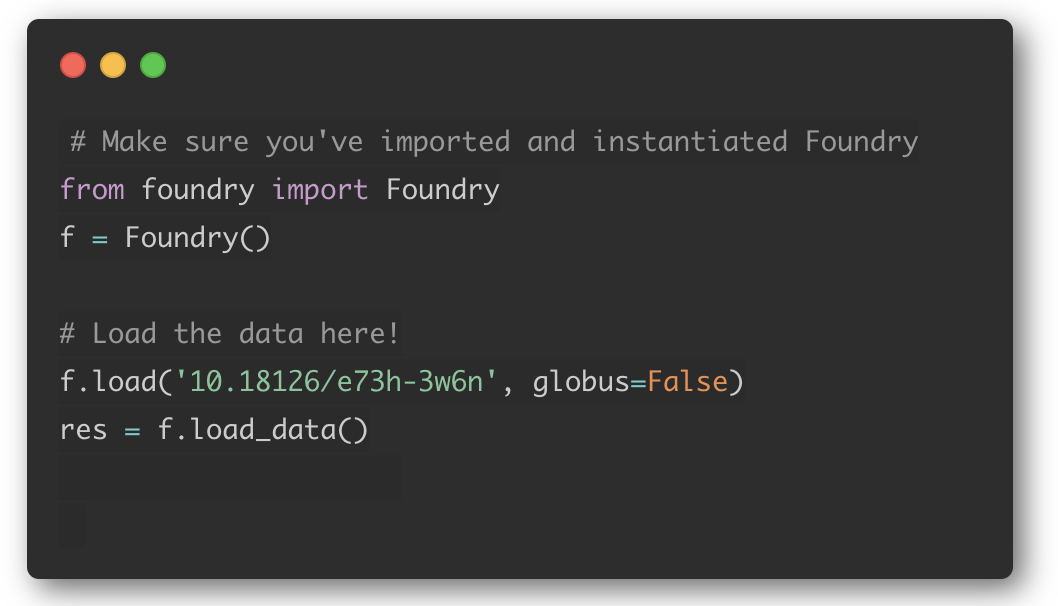 # Make sure you've imported and instantiated Foundry
from foundry import Foundry
f = Foundry()
# Load the data here!
f.load('10.18126/e73h-3w6n', globus=False)
res = f.load_data()